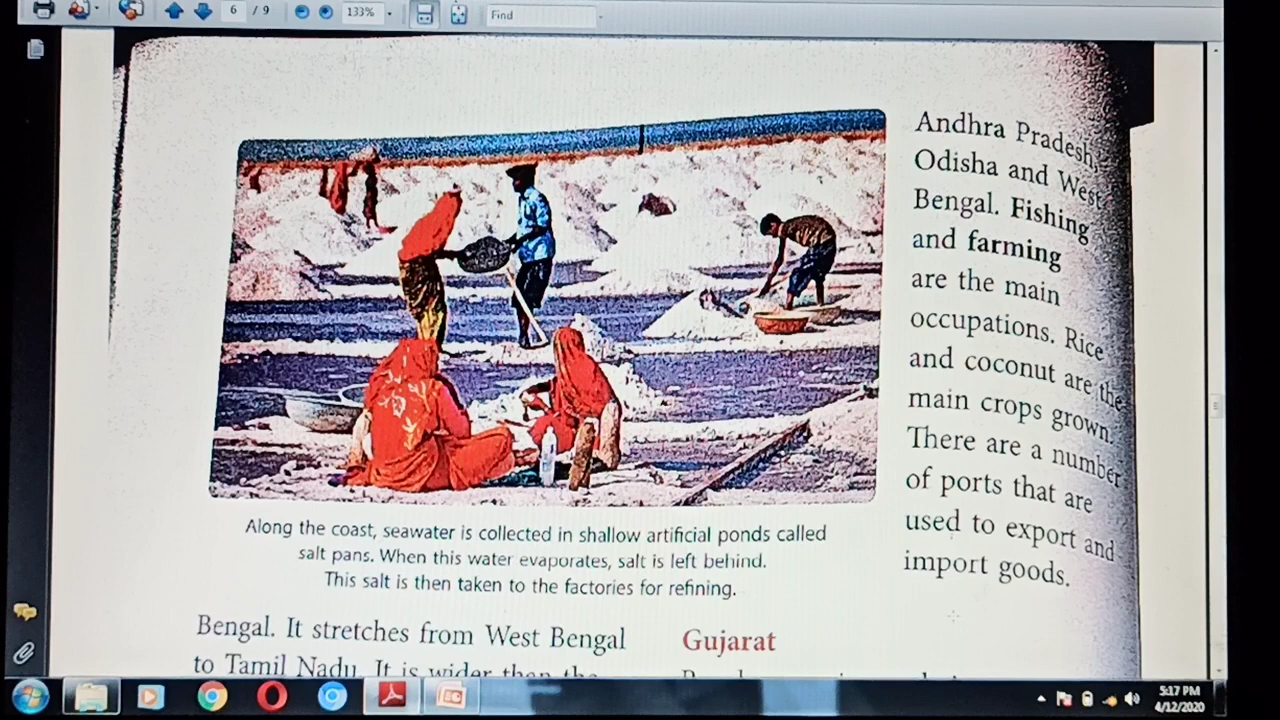 6 / 9
133%
Find
Andhra Pradesh,
Odisha and West
Bengal. Fishing
and farming
are the main
occupations. Rice
and coconut are the
main crops grown.
There are a number
of ports that are
used to export and
import goods.
Along the coast, seawater is collected in shallow artificial ponds called
salt pans. When this water evaporates, salt is left behind.
This salt is then taken to the factories for refining.
Bengal. It stretches from West Bengal
to Tamil Nadu. It is wider than the
Gujarat
5:17 PM
4/12/2020